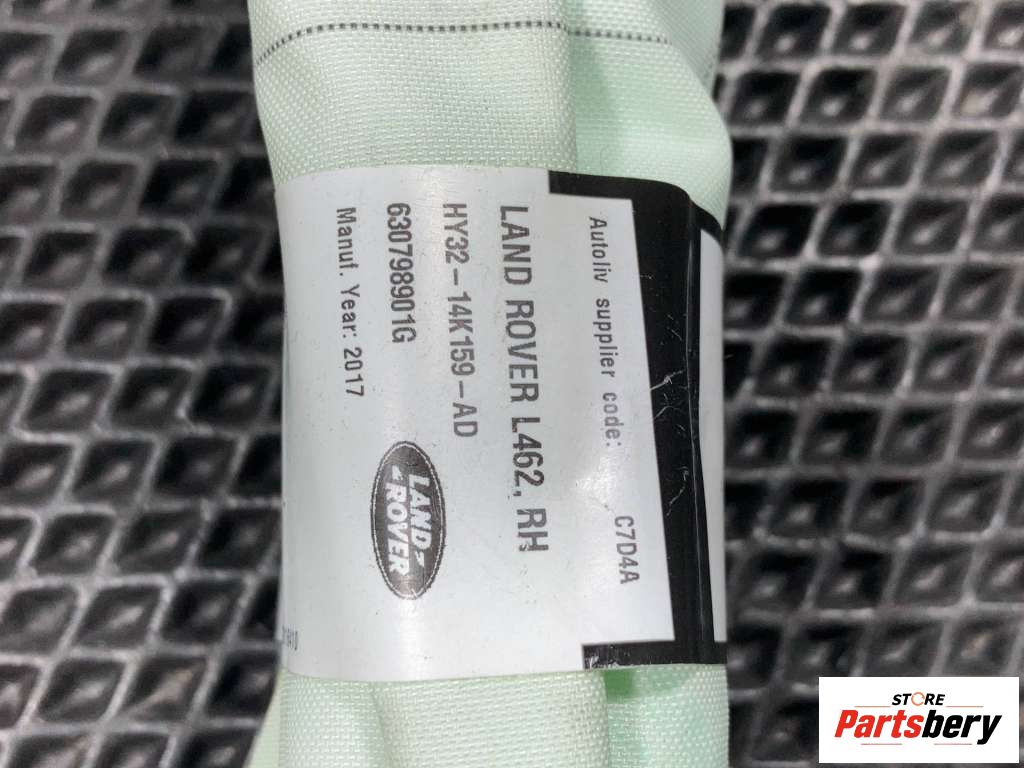 Autoliv supplier code: C7D4A
LAND ROVER L462, RH
HY32-14K159-AD
630798901G
Manuf. Year: 2017
LAND
ROVER
STORE
Partsbery